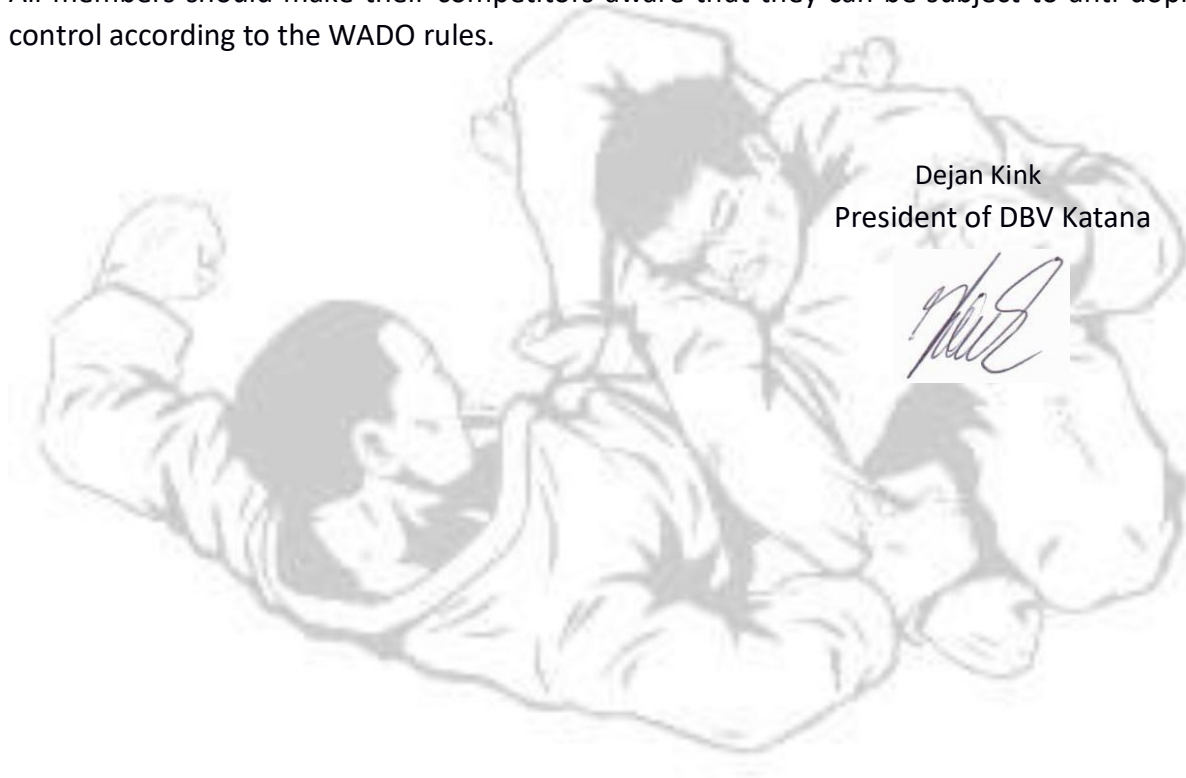 All members should make their competitors aware that they can be subject to anti-dopi
control according to the WADO rules.
Dejan Kink
President of DBV Katana